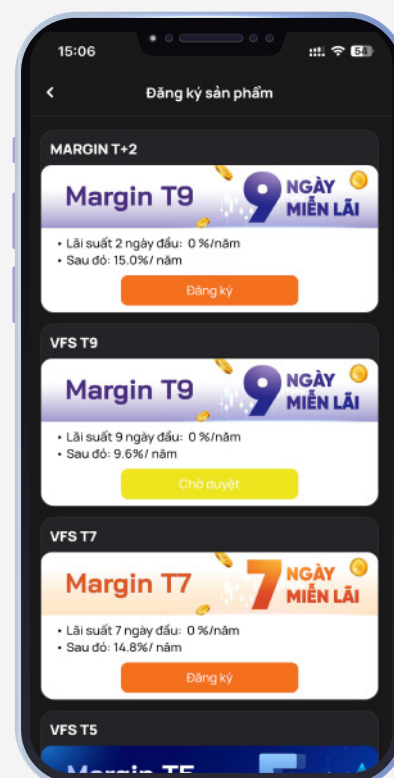 15:06
54
Đăng ký sản phẩm
MARGIN T+2
Margin T9
9 NGÀY
MIỄN LÃI
• Lãi suất 2 ngày đầu: 0 %/năm
• Sau đó: 15.0%/ năm
Đăng ký
VFS T9
Margin T9
9 NGÀY
MIỄN LÃI
• Lãi suất 9 ngày đầu: 0 %/năm
• Sau đó: 9.6%/ năm
Chờ duyệt
VFS T7
Margin T7
7 NGÀY
MIỄN LÃI
• Lãi suất 7 ngày đầu: 0 %/năm
• Sau đó: 14.8%/ năm
Đăng ký
VFS T5
Margin T5